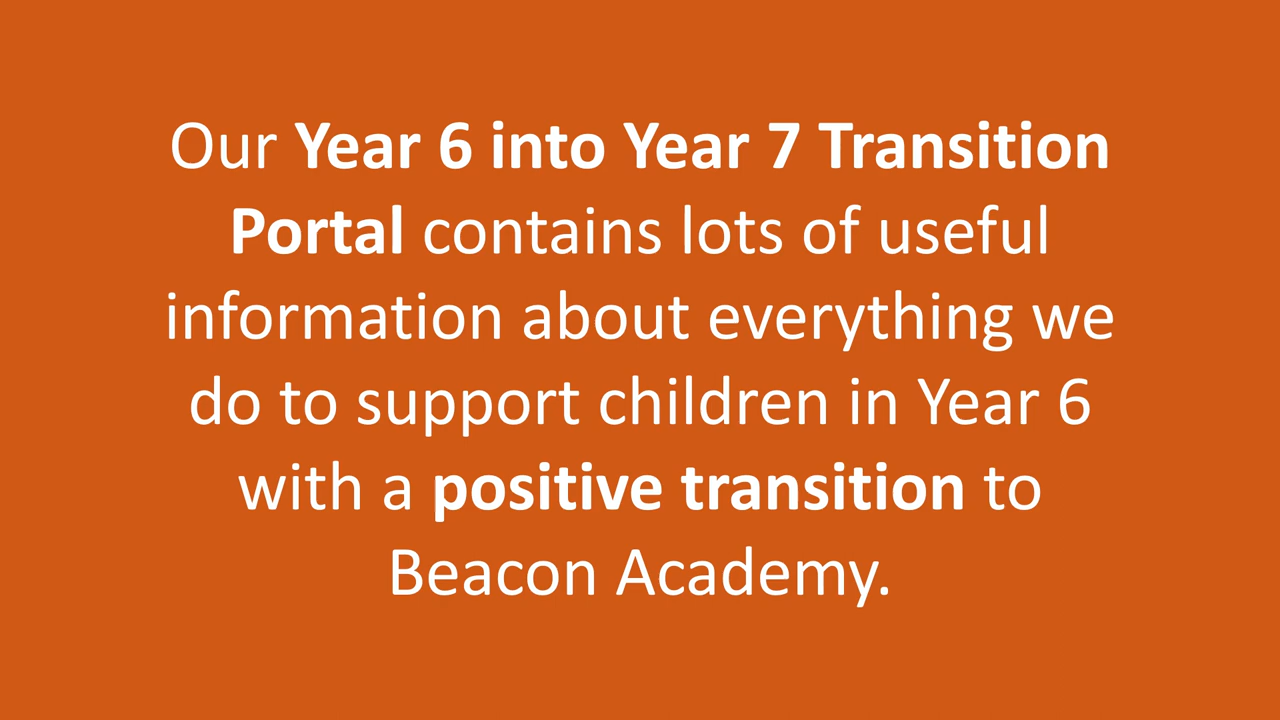 Our Year 6 into Year 7 Transition
Portal contains lots of useful
information about everything we
do to support children in Year 6
with a positive transition to
Beacon Academy.